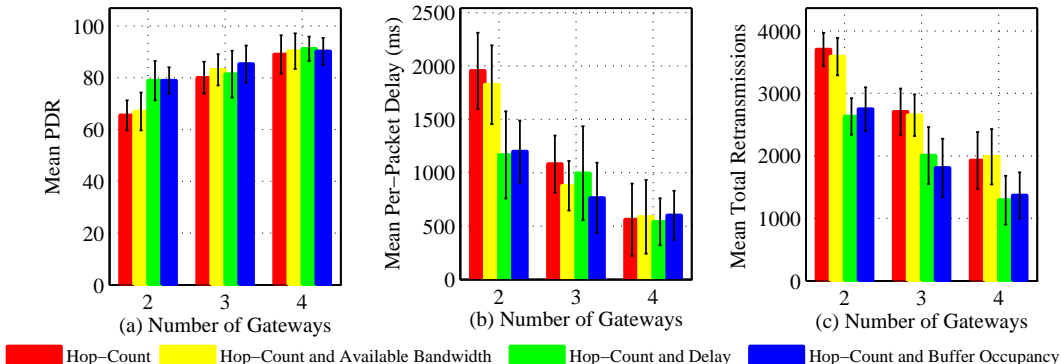 Mean PDR
100
80
60
40
20
0
2 3 4
(a) Number of Gateways
Mean Per−Packet Delay (ms)
2500
2000
1500
1000
500
0
2 3 4
(b) Number of Gateways
Mean Total Retransmissions
4000
3000
2000
1000
0
2 3 4
(c) Number of Gateways
Hop−Count Hop−Count and Available Bandwidth Hop−Count and Delay Hop−Count and Buffer Occupancy